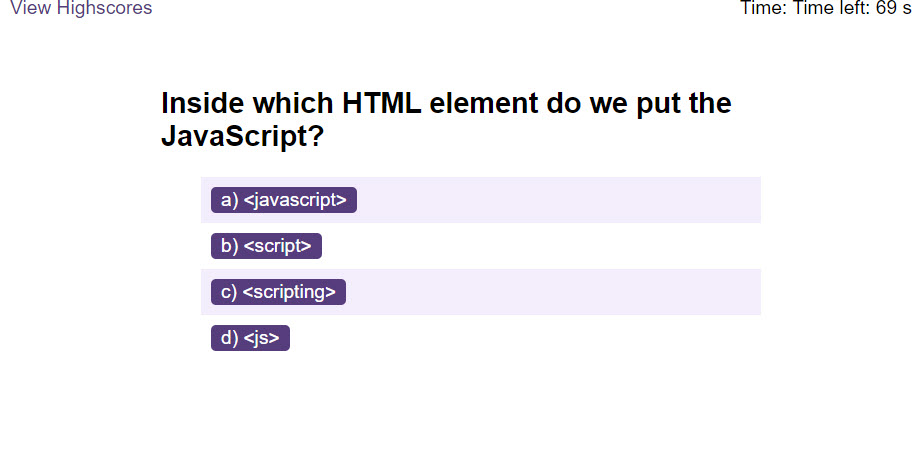 View Highscores
Time: Time left: 69 s
Inside which HTML element do we put the
JavaScript?
a) <javascript>
b) <script>
c) <scripting>
d) <js>